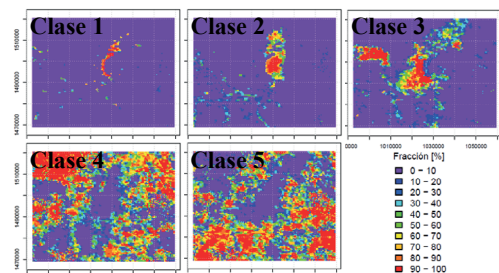 Clase 1
Clase 2
Clase 3
1510000
1490000
1470000
0000 1010000 1030000 1050000
Clase 4
Clase 5
1510000
1490000
1470000
Fracción [%]
0 - 10
10 - 20
20 - 30
30 - 40
40 - 50
50 - 60
60 - 70
70 - 80
80 - 90
90 - 100